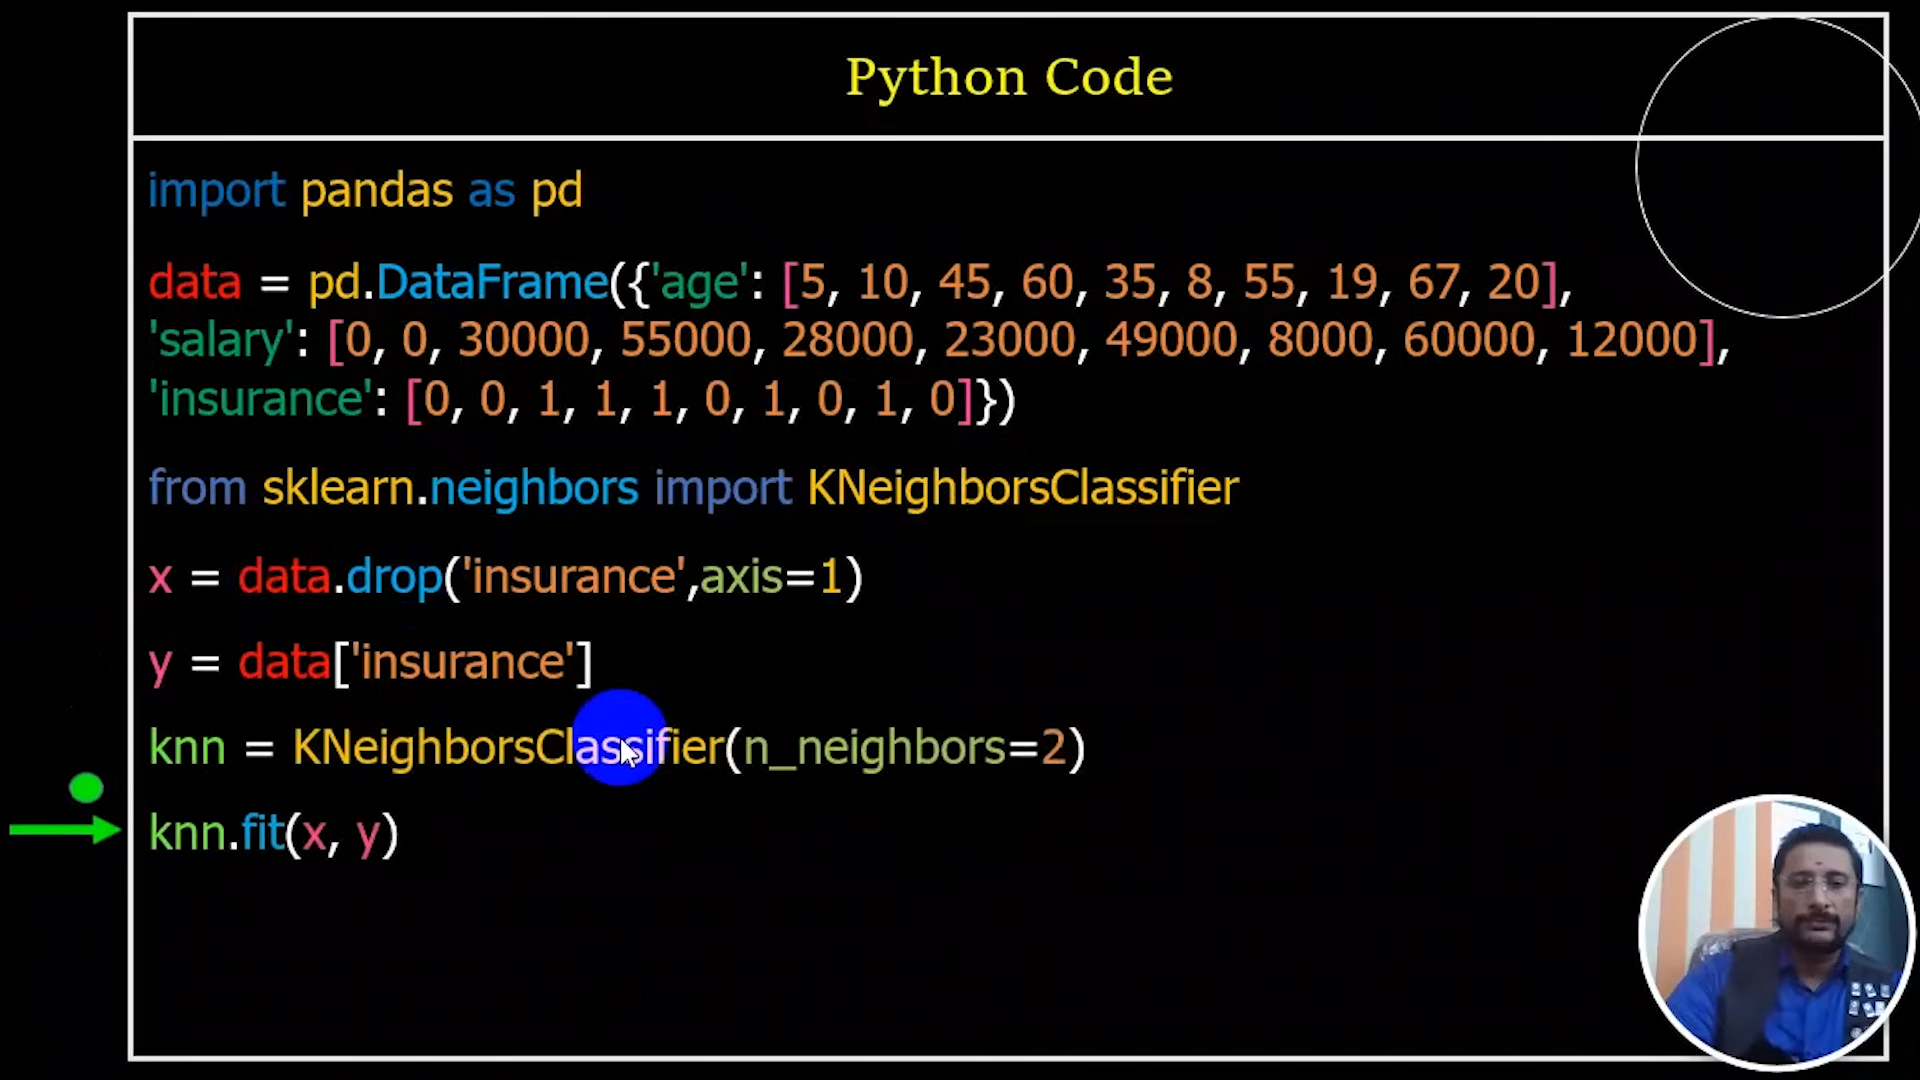 Python Code
import pandas as pd
data = pd.DataFrame({'age': [5, 10, 45, 60, 35, 8, 55, 19, 67, 20],
'salary': [0, 0, 30000, 55000, 28000, 23000, 49000, 8000, 60000, 12000],
'insurance': [0, 0, 1, 1, 1, 0, 1, 0, 1, 0]})
from sklearn.neighbors import KNeighborsClassifier
x = data.drop('insurance',axis=1)
y = data['insurance']
knn = KNeighborsClassifier(n_neighbors=2)
knn.fit(x, y)